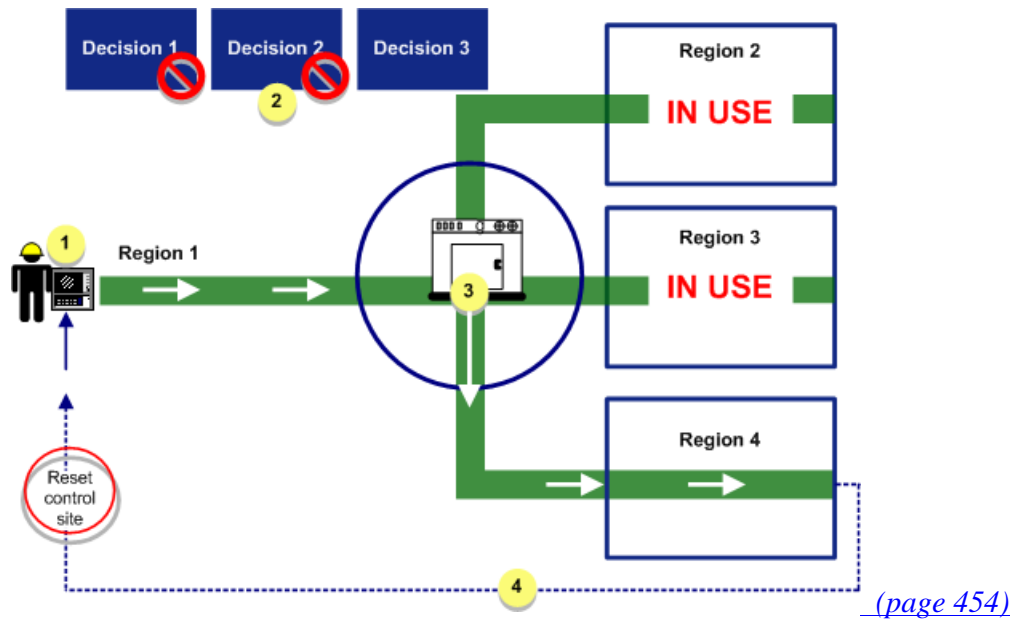 Decision 1
Decision 2
Decision 3
2
Region 2
IN USE
1
Region 1
3
Region 3
IN USE
Region 4
Reset
control
site
4
(page 454)